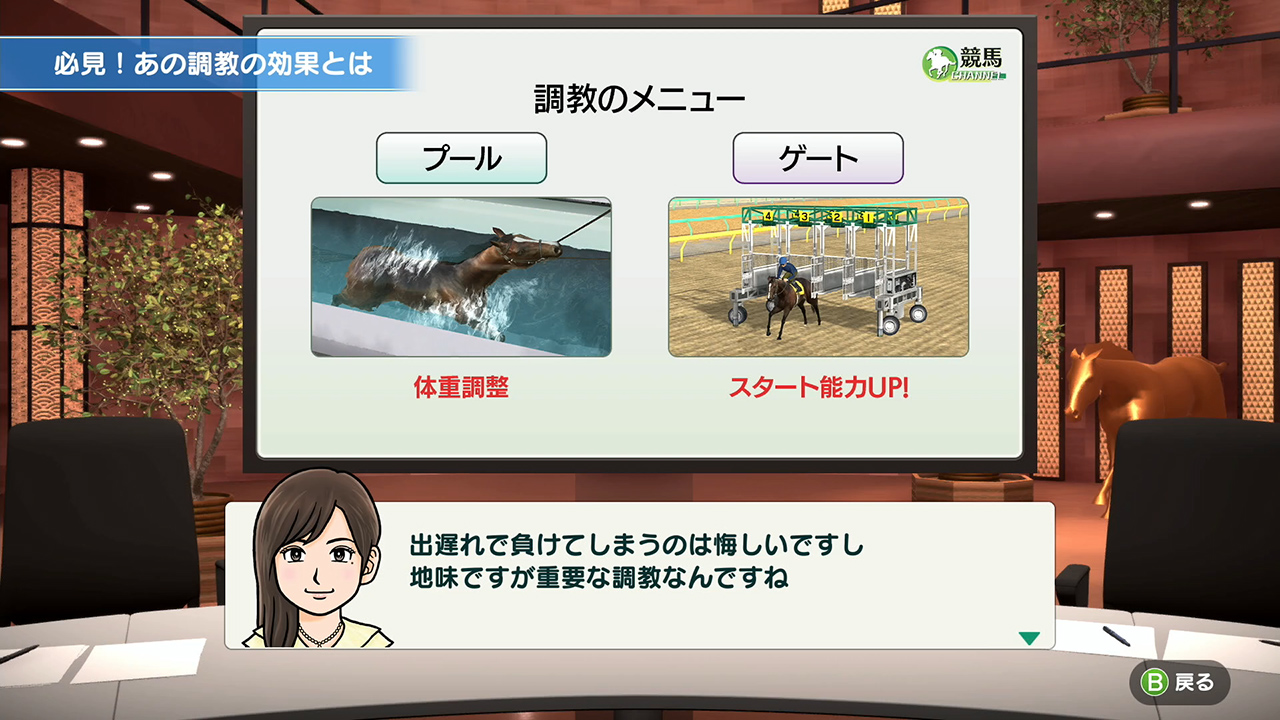 必見！あの調教の効果とは
競馬
CHANNEL
調教のメニュー
プール
ゲート
4 3 2 1
体重調整
スタート能力UP!
出遅れで負けてしまうのは悔しいですし
地味ですが重要な調教なんですね
B 戻る